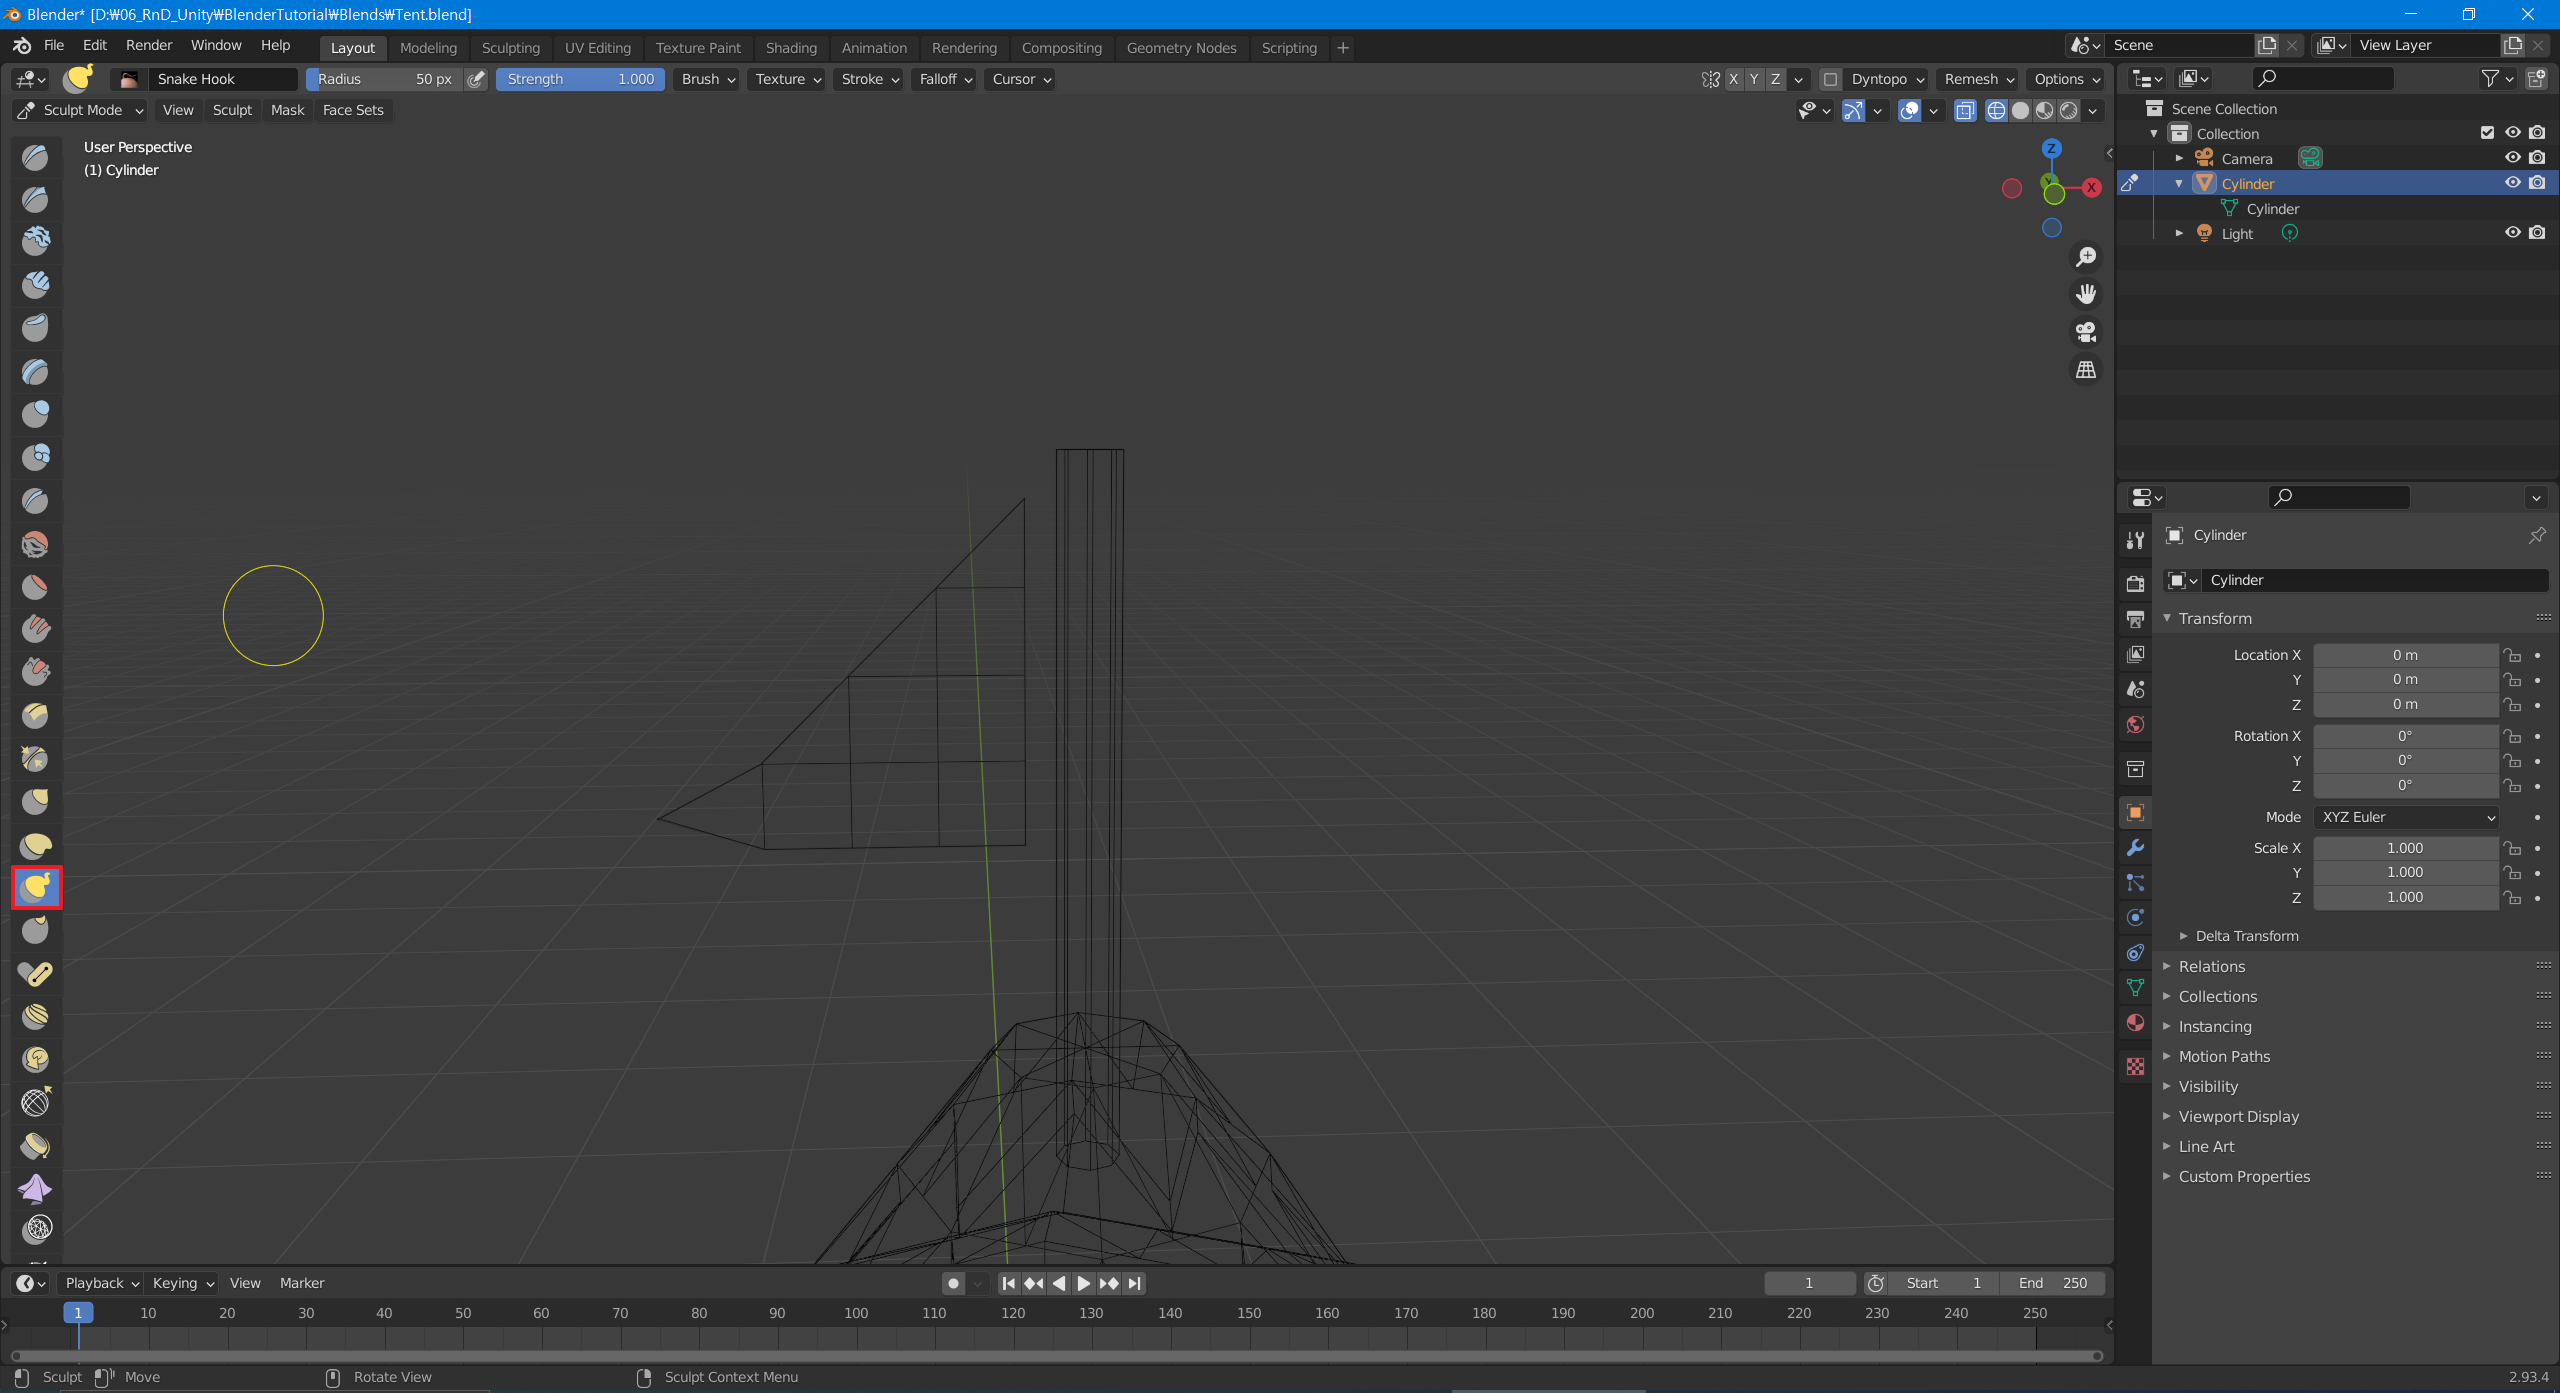 Blender* [D:₩06_RnD_Unity₩BlenderTutorial₩Blends₩Tent.blend]
File Edit Render Window Help Layout Modeling Sculpting UV Editing Texture Paint Shading Animation Rendering Compositing Geometry Nodes Scripting + Scene View Layer
Snake Hook Radius 50 px Strength 1.000 Brush Texture Stroke Falloff Cursor X Y Z Dyntopo Remesh Options
Sculpt Mode View Sculpt Mask Face Sets
User Perspective
(1) Cylinder
Z
Y
X
Scene Collection
Collection
Camera
Cylinder
Cylinder
Light
Cylinder
Cylinder
Transform
Location X 0 m
Y 0 m
Z 0 m
Rotation X 0°
Y 0°
Z 0°
Mode XYZ Euler
Scale X 1.000
Y 1.000
Z 1.000
Delta Transform
Relations
Collections
Instancing
Motion Paths
Visibility
Viewport Display
Line Art
Custom Properties
Playback Keying View Marker 1 Start 1 End 250
1 10 20 30 40 50 60 70 80 90 100 110 120 130 140 150 160 170 180 190 200 210 220 230 240 250
Sculpt Move Rotate View Sculpt Context Menu 2.93.4